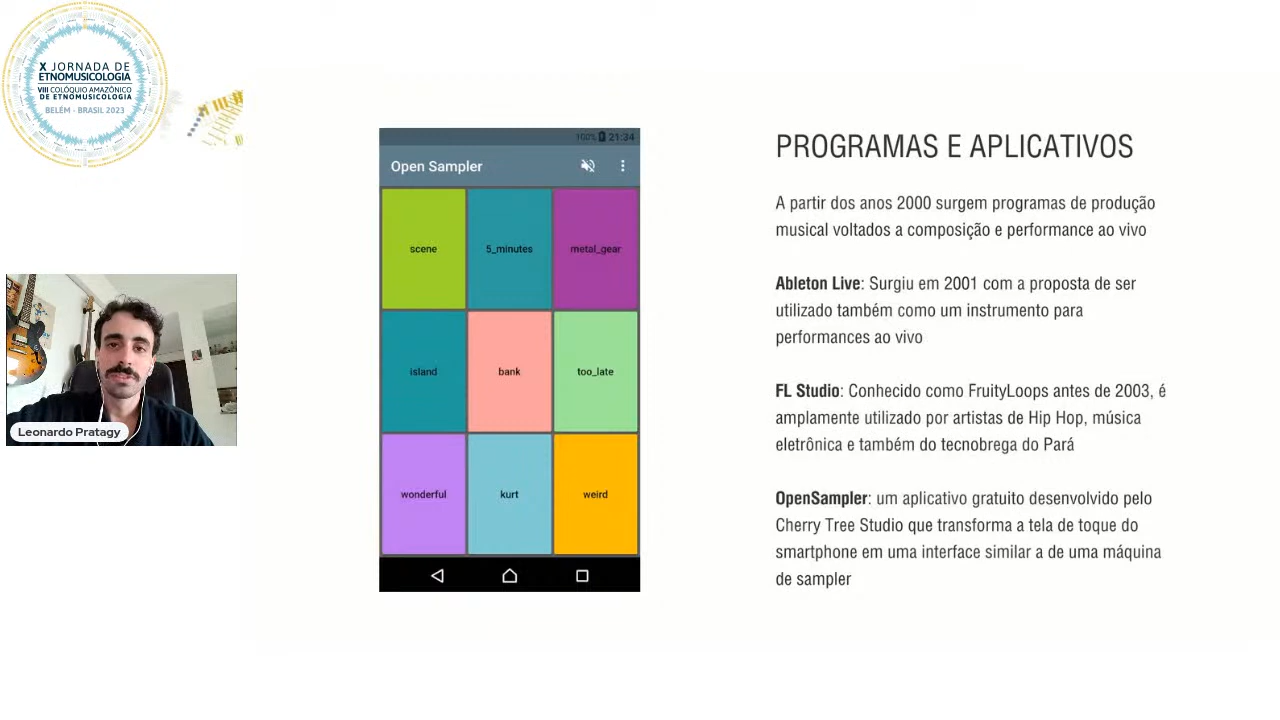 X JORNADA DE
ETNOMUSICOLOGIA
VIII COLÓQUIO AMAZÔNICO
DE ETNOMUSICOLOGIA
BELÉM - BRASIL 2023
Leonardo Pratagy
100% 21:34
Open Sampler
scene 5_minutes metal_gear
island bank too_late
wonderful kurt weird
PROGRAMAS E APLICATIVOS
A partir dos anos 2000 surgem programas de produção
musical voltados a composição e performance ao vivo
Ableton Live: Surgiu em 2001 com a proposta de ser
utilizado também como um instrumento para
performances ao vivo
FL Studio: Conhecido como FruityLoops antes de 2003, é
amplamente utilizado por artistas de Hip Hop, música
eletrônica e também do tecnobrega do Pará
OpenSampler: um aplicativo gratuito desenvolvido pelo
Cherry Tree Studio que transforma a tela de toque do
smartphone em uma interface similar a de uma máquina
de sampler